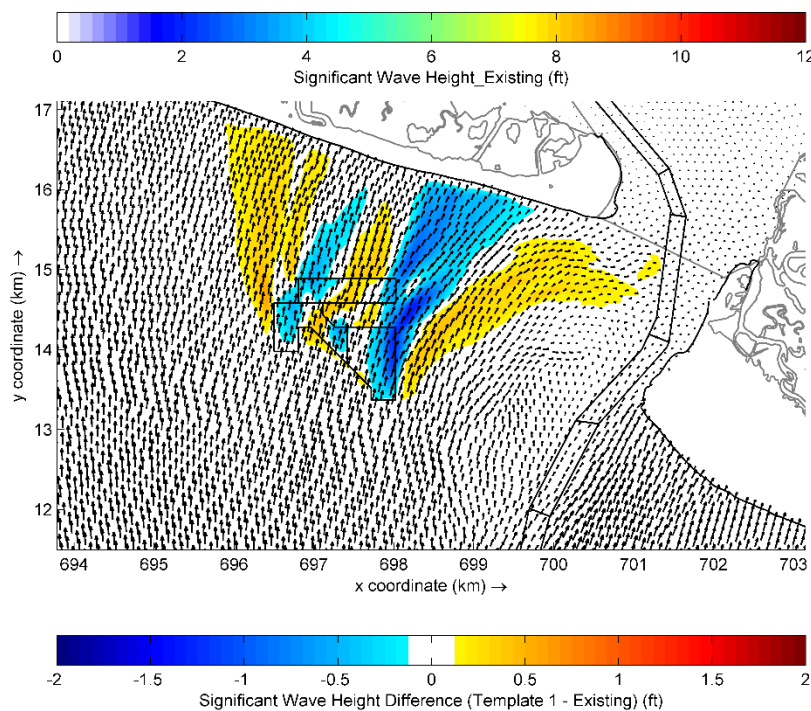 0 2 4 6 8 10 12
Significant Wave Height_Existing (ft)
17
16
15
14
13
12
y coordinate (km) →
694 695 696 697 698 699 700 701 702 703
x coordinate (km) →
-2 -1.5 -1 -0.5 0 0.5 1 1.5 2
Significant Wave Height Difference (Template 1 - Existing) (ft)